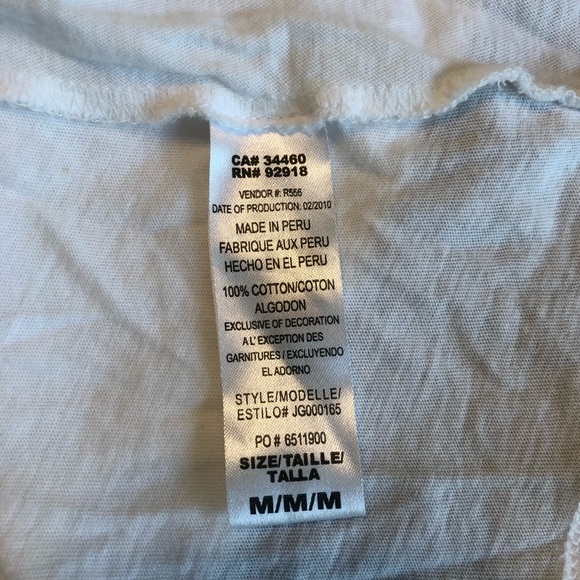 CA# 34460
RN# 92918
VENDOR #: R556
DATE OF PRODUCTION: 02/2010
MADE IN PERU
FABRIQUE AUX PERU
HECHO EN EL PERU
100% COTTON/COTON
ALGODON
EXCLUSIVE OF DECORATION
A L' EXCEPTION DES
GARNITURES / EXCLUYENDO
EL ADORNO
STYLE/MODELLE/
ESTILO# JG000165
PO # 6511900
SIZE/TAILLE/
TALLA
M/M/M